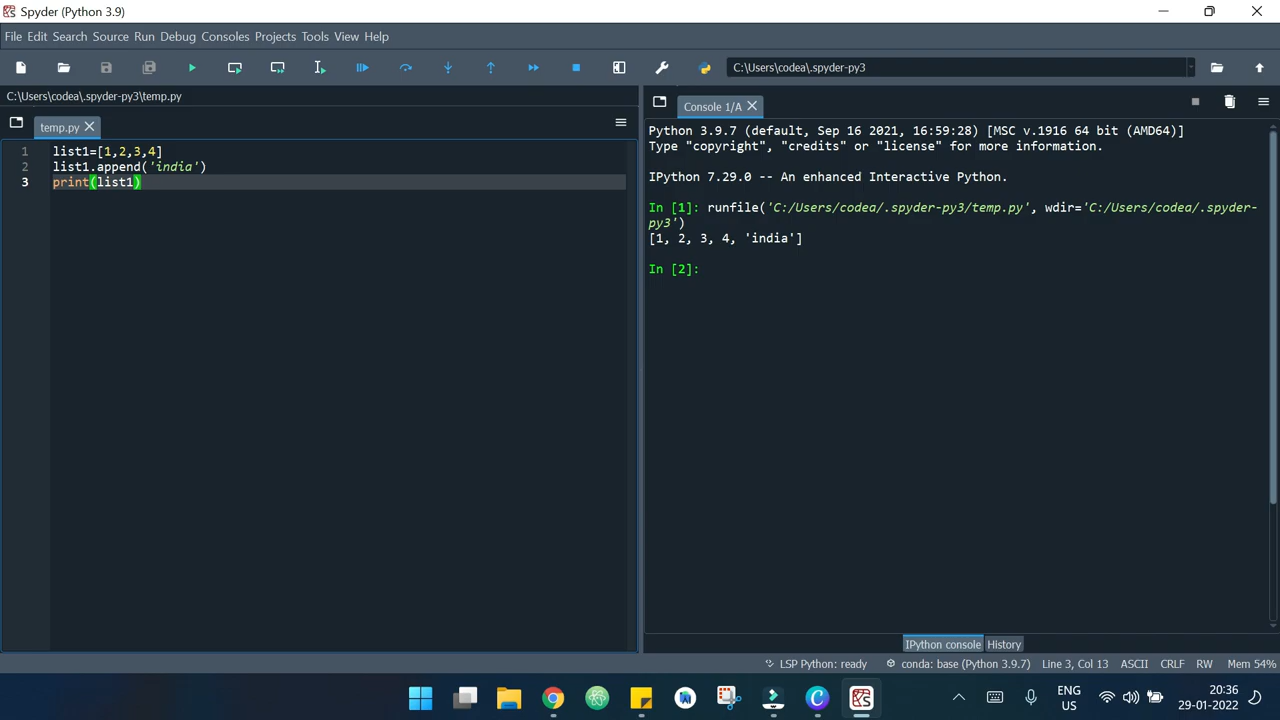 Spyder (Python 3.9)
File Edit Search Source Run Debug Consoles Projects Tools View Help
C:\Users\codea\.spyder-py3
C:\Users\codea\.spyder-py3\temp.py
temp.py
1 list1=[1,2,3,4]
2 list1.append('india')
3 print(list1)
Console 1/A
Python 3.9.7 (default, Sep 16 2021, 16:59:28) [MSC v.1916 64 bit (AMD64)]
Type "copyright", "credits" or "license" for more information.
IPython 7.29.0 -- An enhanced Interactive Python.
In [1]: runfile('C:/Users/codea/.spyder-py3/temp.py', wdir='C:/Users/codea/.spyder-
py3')
[1, 2, 3, 4, 'india']
In [2]:
IPython console History
LSP Python: ready conda: base (Python 3.9.7) Line 3, Col 13 ASCII CRLF RW Mem 54%
ENG
US
20:36
29-01-2022